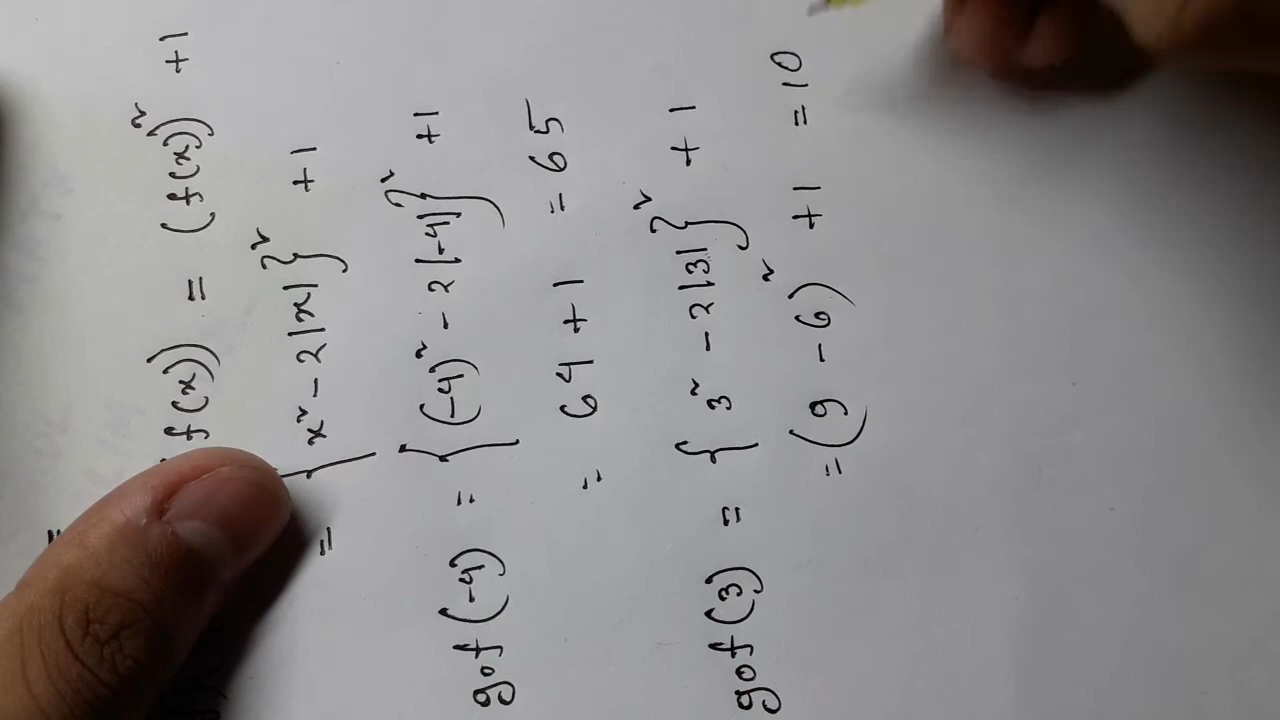 f(x)) = (f(x))² + 1
= {x² - 2|x|}² + 1
gof(-4) = {(-4)² - 2|-4|}² + 1
= 64 + 1 = 65
gof(3) = {3² - 2|3|}² + 1
= (9 - 6)² + 1 = 10